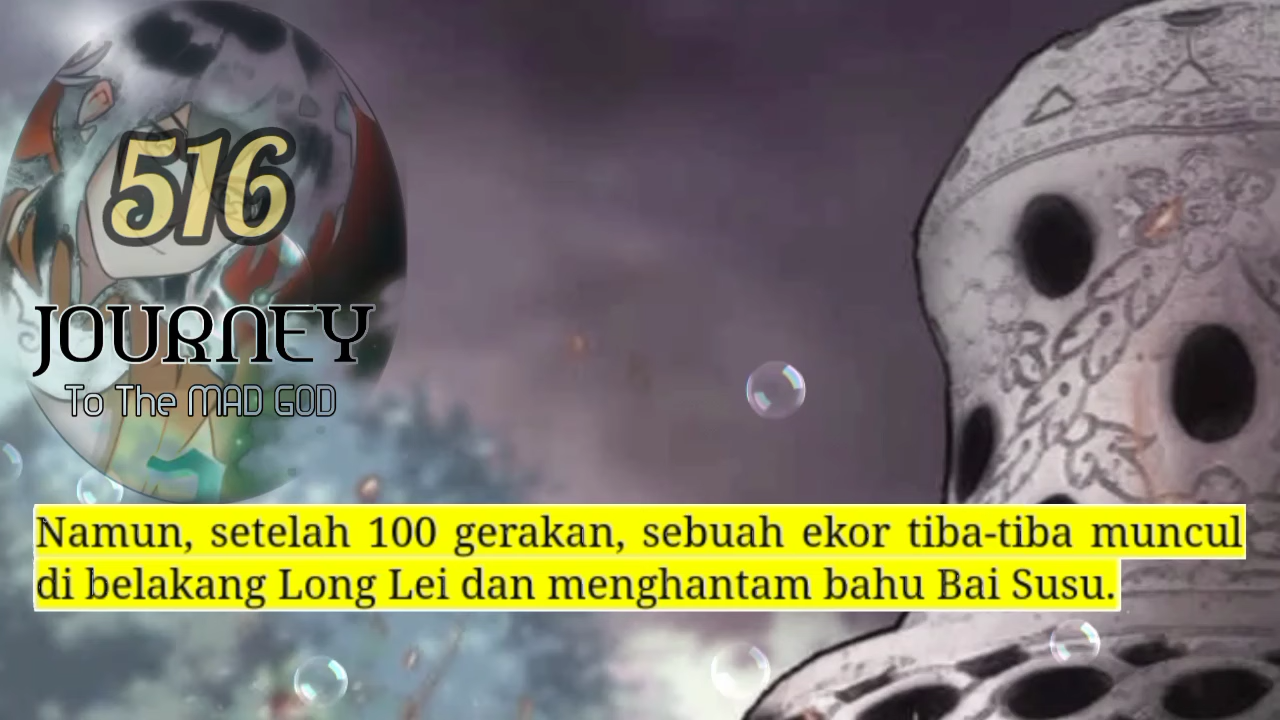 516
JOURNEY
To The MAD GOD
Namun, setelah 100 gerakan, sebuah ekor tiba-tiba muncul
di belakang Long Lei dan menghantam bahu Bai Susu.